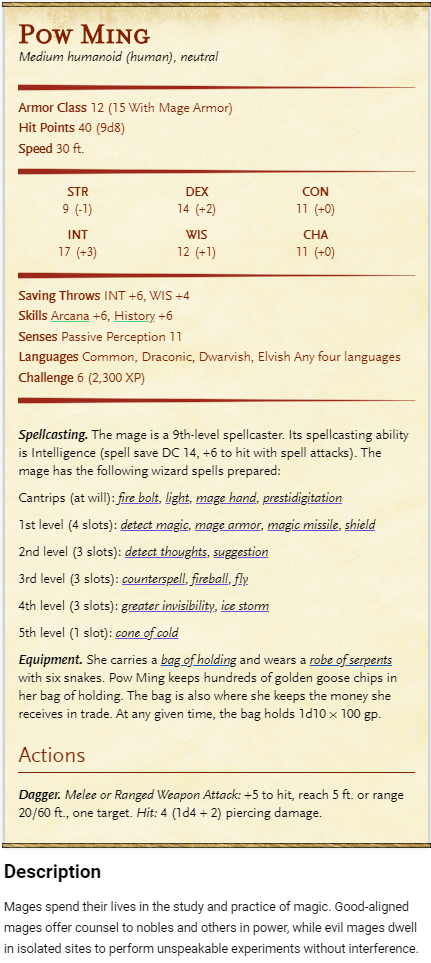 Pow Ming
Medium humanoid (human), neutral
Armor Class 12 (15 With Mage Armor)
Hit Points 40 (9d8)
Speed 30 ft.
STR DEX CON
9 (-1) 14 (+2) 11 (+0)
INT WIS CHA
17 (+3) 12 (+1) 11 (+0)
Saving Throws INT +6, WIS +4
Skills Arcana +6, History +6
Senses Passive Perception 11
Languages Common, Draconic, Dwarvish, Elvish Any four languages
Challenge 6 (2,300 XP)
Spellcasting. The mage is a 9th-level spellcaster. Its spellcasting ability
is Intelligence (spell save DC 14, +6 to hit with spell attacks). The
mage has the following wizard spells prepared:
Cantrips (at will): fire bolt, light, mage hand, prestidigitation
1st level (4 slots): detect magic, mage armor, magic missile, shield
2nd level (3 slots): detect thoughts, suggestion
3rd level (3 slots): counterspell, fireball, fly
4th level (3 slots): greater invisibility, ice storm
5th level (1 slot): cone of cold
Equipment. She carries a bag of holding and wears a robe of serpents
with six snakes. Pow Ming keeps hundreds of golden goose chips in
her bag of holding. The bag is also where she keeps the money she
receives in trade. At any given time, the bag holds 1d10 × 100 gp.
Actions
Dagger. Melee or Ranged Weapon Attack: +5 to hit, reach 5 ft. or range
20/60 ft., one target. Hit: 4 (1d4 + 2) piercing damage.
Description
Mages spend their lives in the study and practice of magic. Good-aligned
mages offer counsel to nobles and others in power, while evil mages dwell
in isolated sites to perform unspeakable experiments without interference.